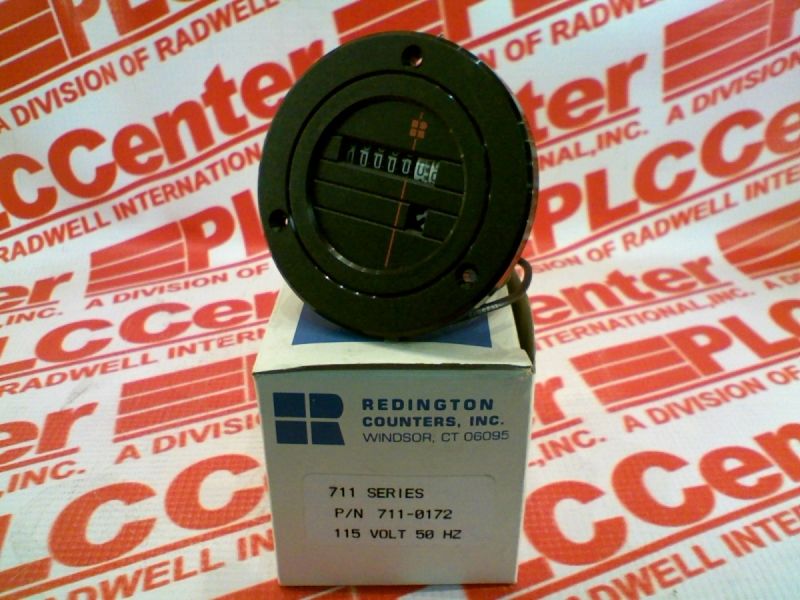 PLCCenter
A DIVISION OF RADWELL INTERNATIONAL, INC.
R
REDINGTON
COUNTERS, INC.
WINDSOR, CT 06095
711 SERIES
P/N 711-0172
115 VOLT 50 HZ